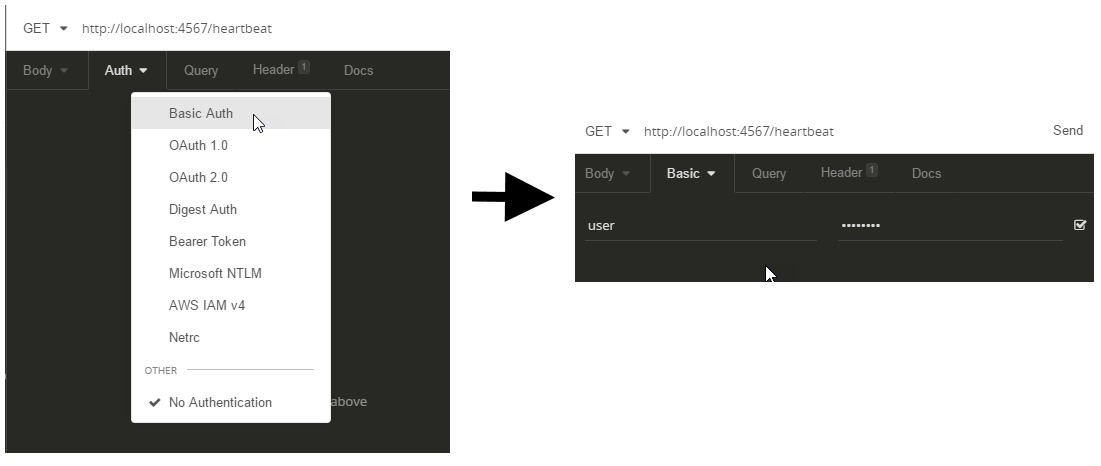 GET http://localhost:4567/heartbeat
Body Auth Query Header 1 Docs
Basic Auth
OAuth 1.0
OAuth 2.0
Digest Auth
Bearer Token
Microsoft NTLM
AWS IAM v4
Netrc
OTHER
No Authentication
above
GET http://localhost:4567/heartbeat Send
Body Basic Query Header 1 Docs
user ••••••••